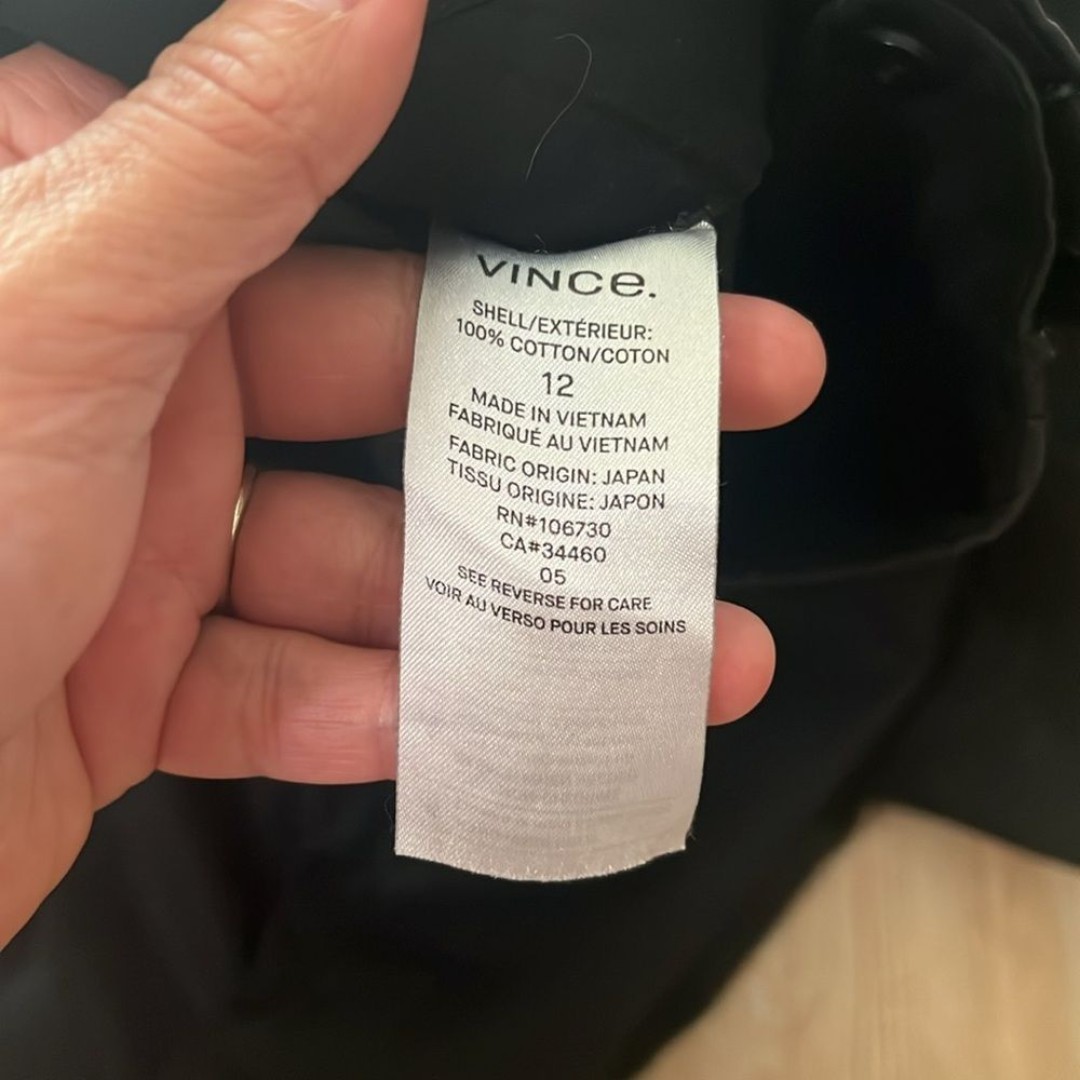 VINCe.
SHELL/EXTÉRIEUR:
100% COTTON/COTON
12
MADE IN VIETNAM
FABRIQUÉ AU VIETNAM
FABRIC ORIGIN: JAPAN
TISSU ORIGINE: JAPON
RN#106730
CA#34460
05
SEE REVERSE FOR CARE
VOIR AU VERSO POUR LES SOINS